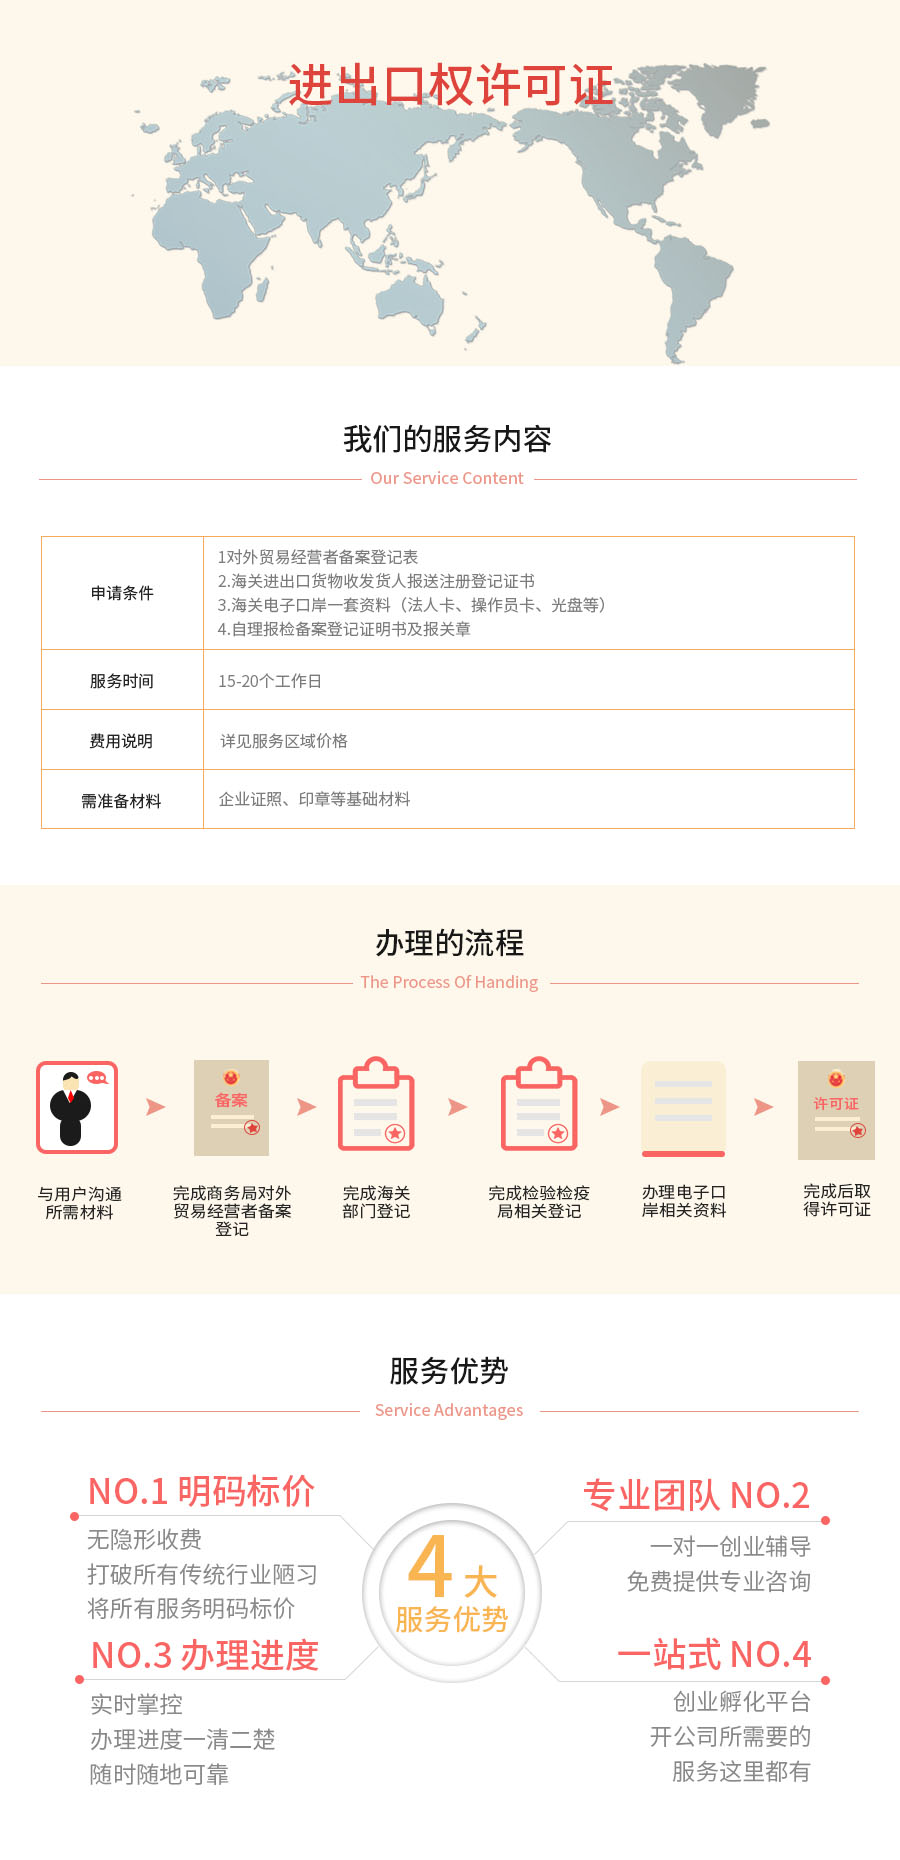 进出口权许可证
我们的服务内容
Our Service Content
申请条件
1对外贸易经营者备案登记表
2.海关进出口货物收发货人报送注册登记证书
3.海关电子口岸一套资料（法人卡、操作员卡、光盘等）
4.自理报检备案登记证明书及报关章
服务时间
15-20个工作日
费用说明
详见服务区域价格
需准备材料
企业证照、印章等基础材料
办理的流程
The Process Of Handing
备案
许可证
与用户沟通
所需材料
完成商务局对外
贸易经营者备案
登记
完成海关
部门登记
完成检验检疫
局相关登记
办理电子口
岸相关资料
完成后取
得许可证
服务优势
Service Advantages
NO.1 明码标价
无隐形收费
打破所有传统行业陋习
将所有服务明码标价
专业团队 NO.2
一对一创业辅导
免费提供专业咨询
4大
服务优势
NO.3 办理进度
实时掌控
办理进度一清二楚
随时随地可靠
一站式 NO.4
创业孵化平台
开公司所需要的
服务这里都有